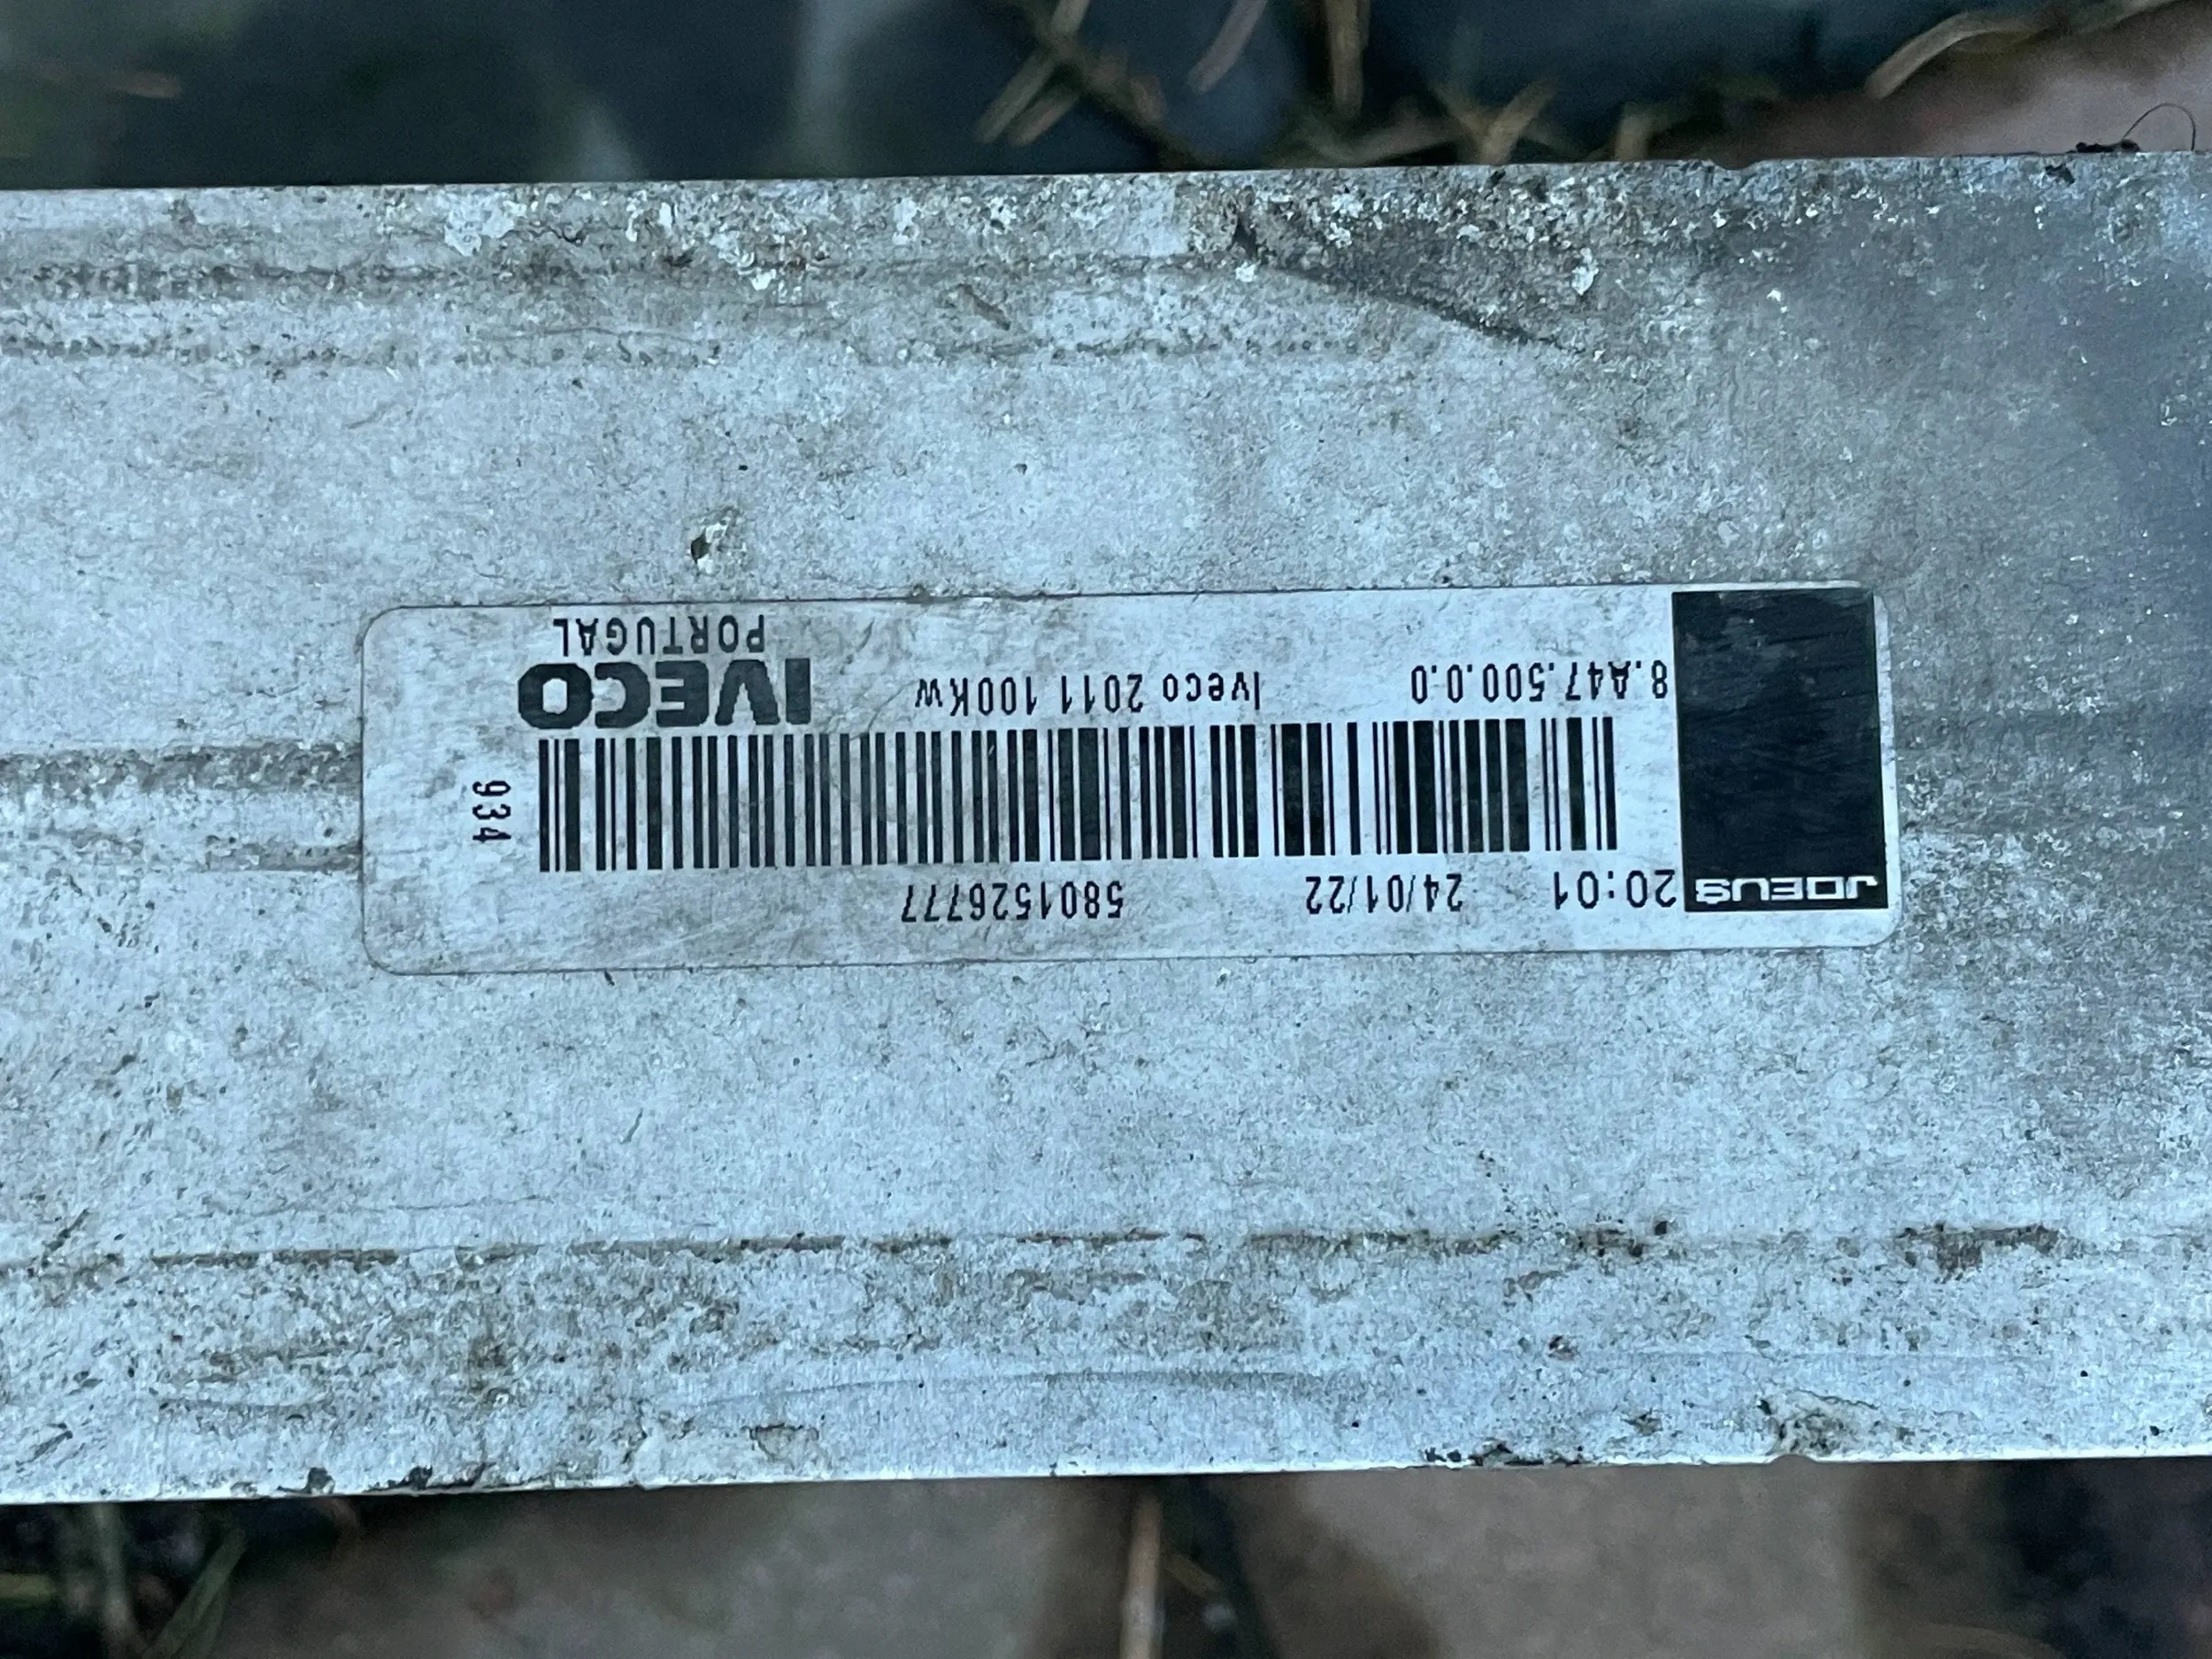 JDEUS
20:01 24/01/22 5801526777
934
8.A47.500.0.0 Iveco 2011 100Kw IVECO
PORTUGAL